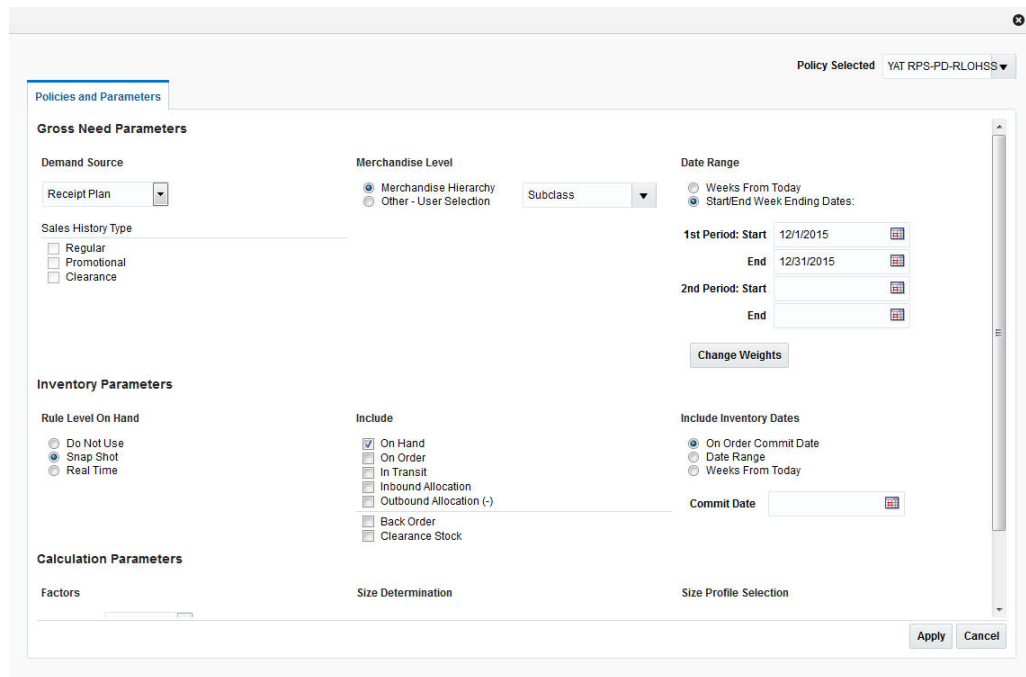 Policy Selected YAT RPS-PD-RLOHSS
Policies and Parameters
Gross Need Parameters
Demand Source
Receipt Plan
Sales History Type
Regular
Promotional
Clearance
Merchandise Level
Merchandise Hierarchy
Other - User Selection
Subclass
Date Range
Weeks From Today
Start/End Week Ending Dates:
1st Period: Start 12/1/2015
End 12/31/2015
2nd Period: Start
End
Change Weights
Inventory Parameters
Rule Level On Hand
Do Not Use
Snap Shot
Real Time
Include
On Hand
On Order
In Transit
Inbound Allocation
Outbound Allocation (-)
Back Order
Clearance Stock
Include Inventory Dates
On Order Commit Date
Date Range
Weeks From Today
Commit Date
Calculation Parameters
Factors
Size Determination
Size Profile Selection
Apply Cancel